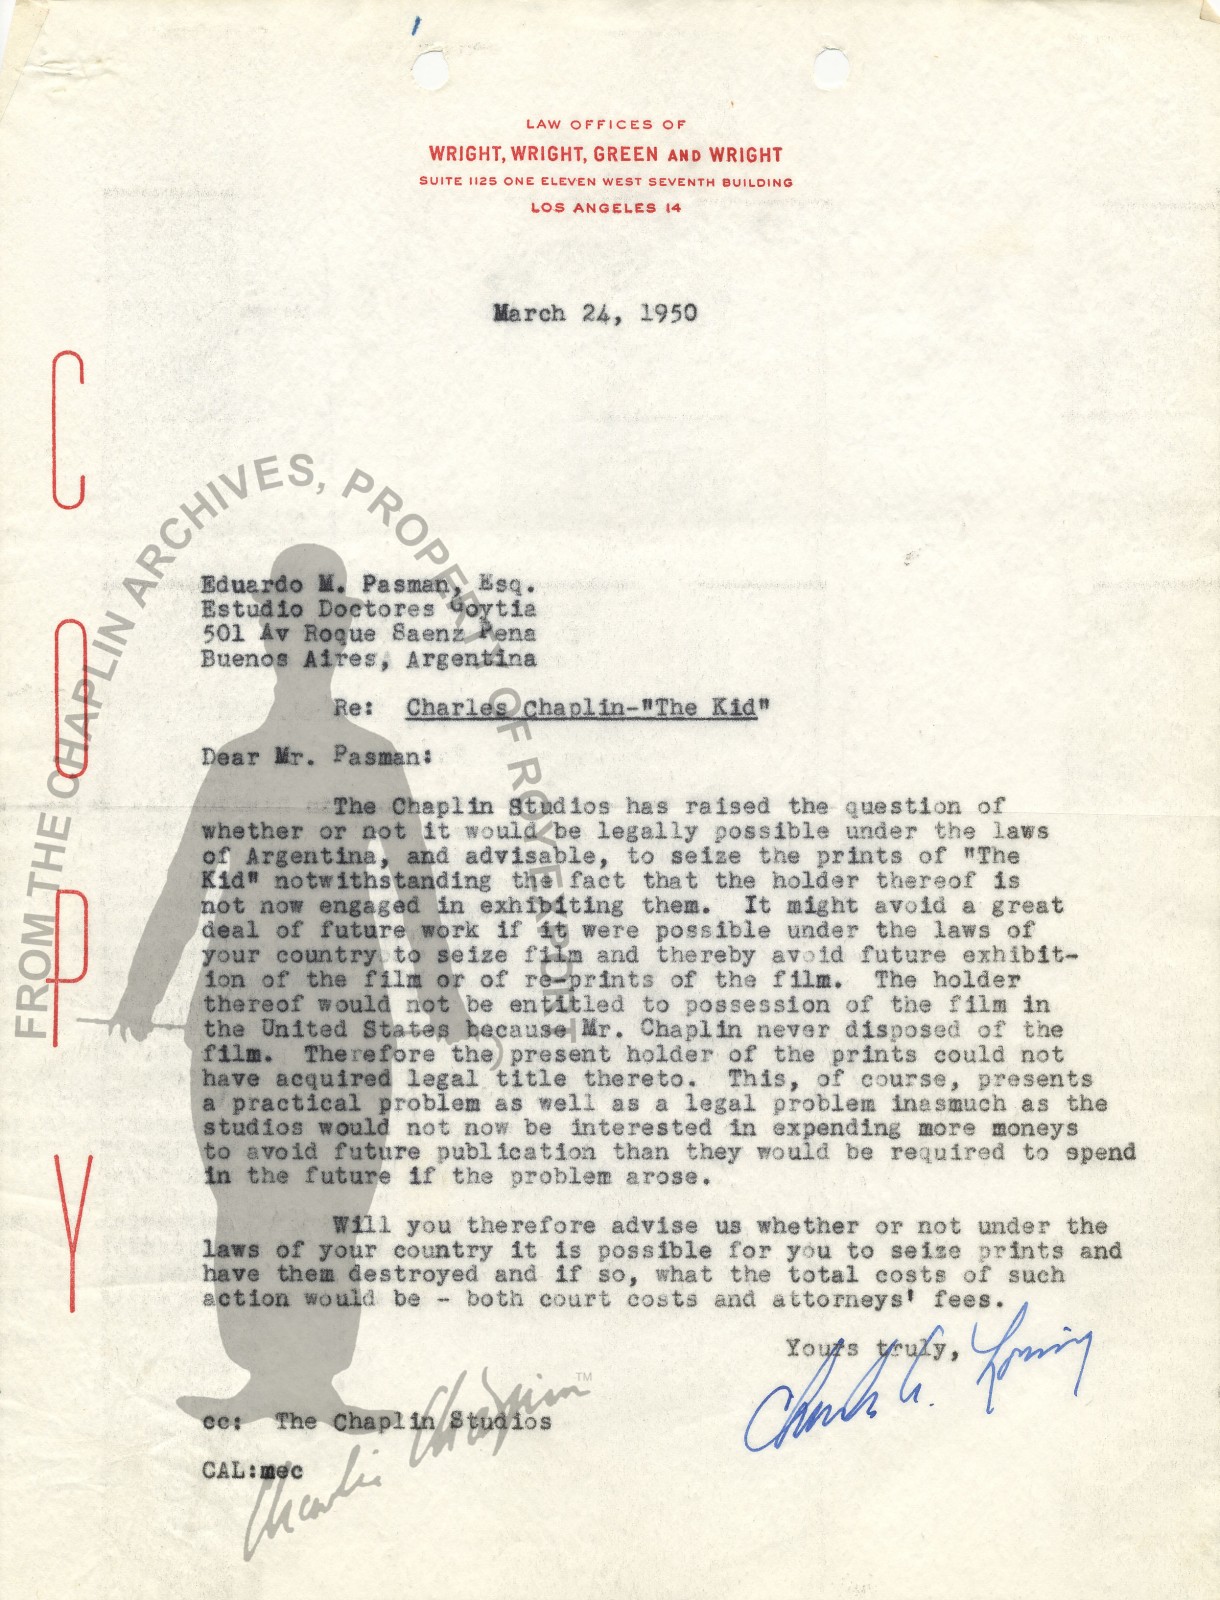 LAW OFFICES OF
WRIGHT, WRIGHT, GREEN AND WRIGHT
SUITE 1125 ONE ELEVEN WEST SEVENTH BUILDING
LOS ANGELES 14
March 24, 1950
COPY
FROM THE CHAPLIN ARCHIVES, PROPERTY OF ROY EXPORT
Eduardo M. Pasman, Esq.
Estudio Doctores Goytia
501 Av Roque Saenz Pena
Buenos Aires, Argentina
Re: Charles Chaplin-"The Kid"
Dear Mr. Pasman:
The Chaplin Studios has raised the question of
whether or not it would be legally possible under the laws
of Argentina, and advisable, to seize the prints of "The
Kid" notwithstanding the fact that the holder thereof is
not now engaged in exhibiting them. It might avoid a great
deal of future work if it were possible under the laws of
your country to seize film and thereby avoid future exhibit-
ion of the film or of re-prints of the film. The holder
thereof would not be entitled to possession of the film in
the United States because Mr. Chaplin never disposed of the
film. Therefore the present holder of the prints could not
have acquired legal title thereto. This, of course, presents
a practical problem as well as a legal problem inasmuch as the
studios would not now be interested in expending more moneys
to avoid future publication than they would be required to spend
in the future if the problem arose.
Will you therefore advise us whether or not under the
laws of your country it is possible for you to seize prints and
have them destroyed and if so, what the total costs of such
action would be - both court costs and attorneys' fees.
Yours truly,
Charles A. Loring
cc: The Chaplin Studios
CAL:mec
Charlie Chaplin™
©